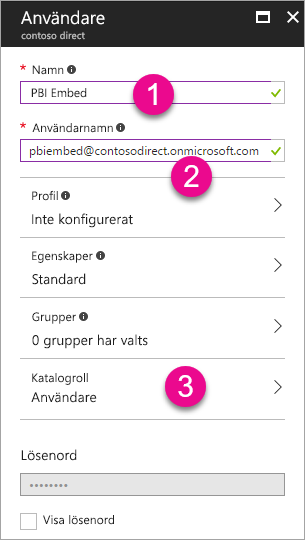 Användare
contoso direct
* Namn
PBI Embed
1
* Användarnamn
pbiembed@contosodirect.onmicrosoft.com
2
Profil
Inte konfigurerat
Egenskaper
Standard
Grupper
0 grupper har valts
Katalogroll
Användare
3
Lösenord
••••••••
Visa lösenord